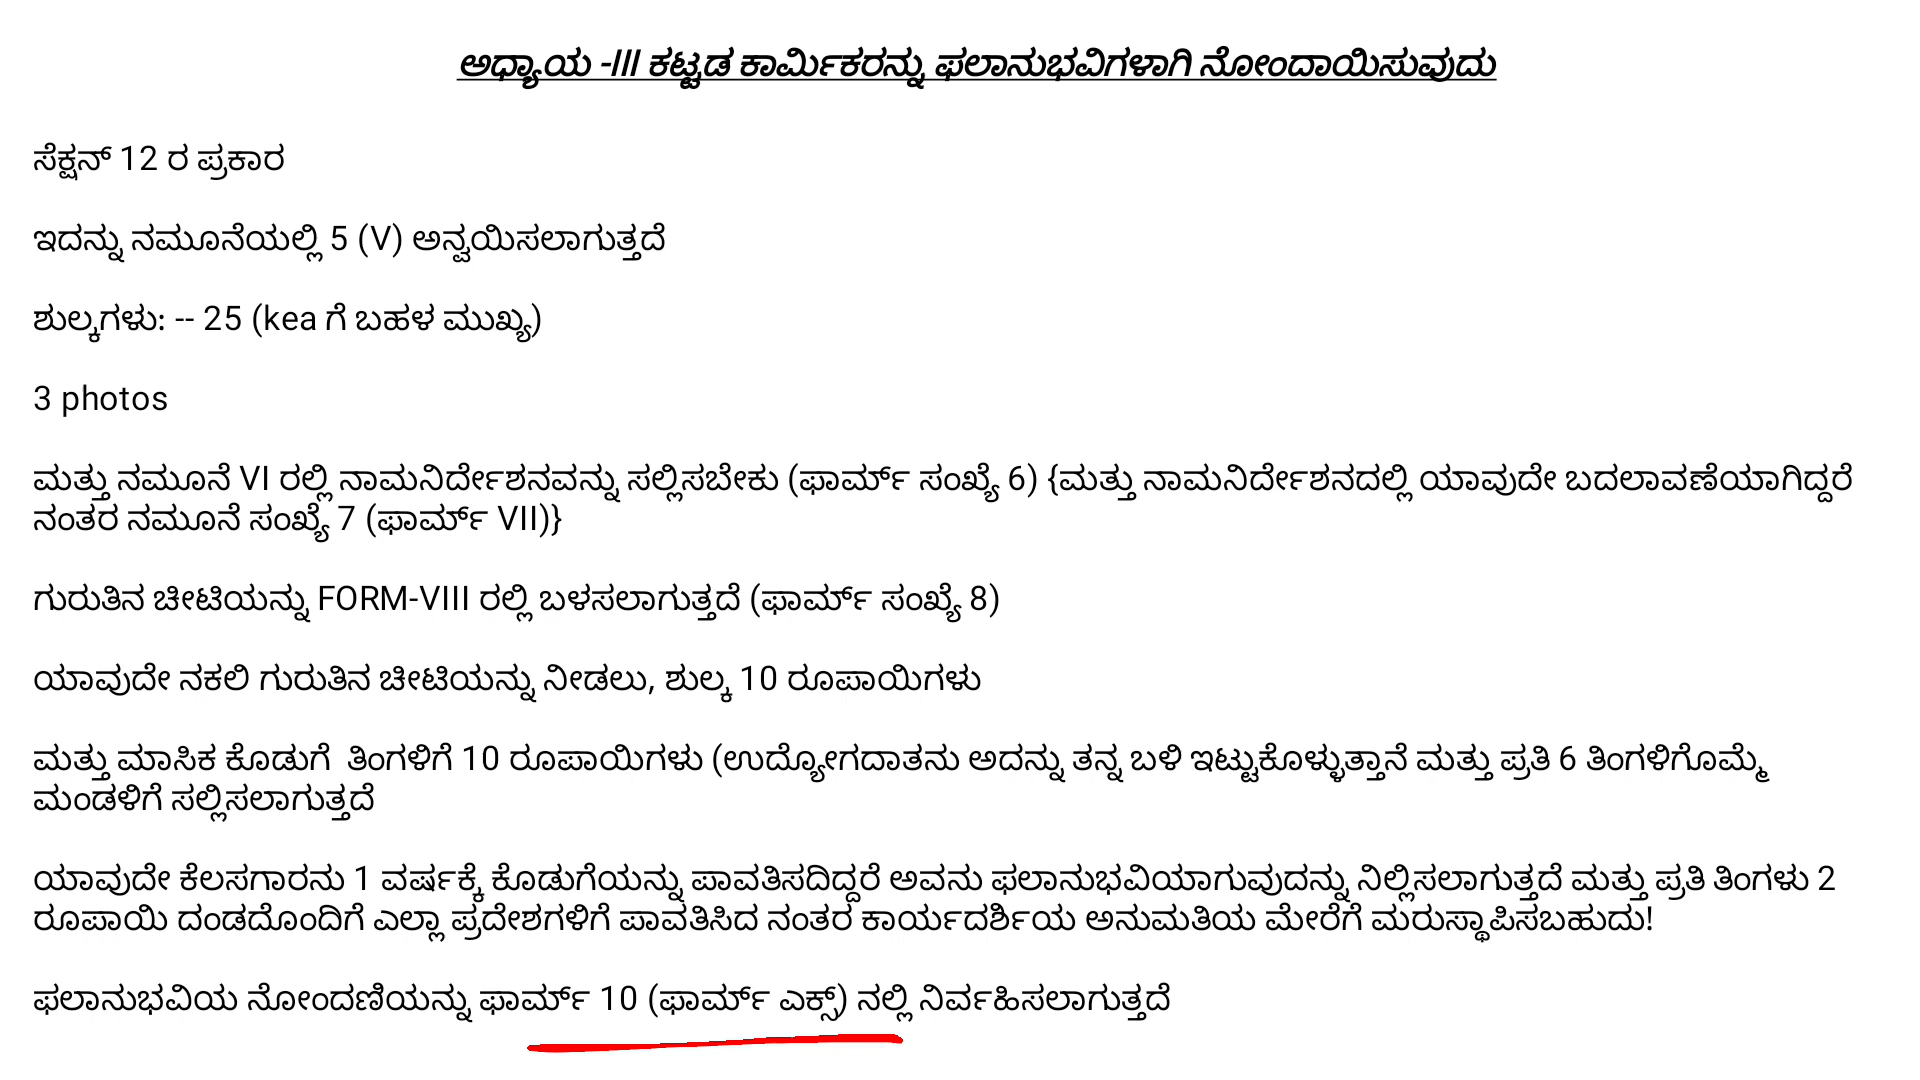 ಅಧ್ಯಾಯ -III ಕಟ್ಟಡ ಕಾರ್ಮಿಕರನ್ನು ಫಲಾನುಭವಿಗಳಾಗಿ ನೋಂದಾಯಿಸುವುದು
ಸೆಕ್ಷನ್ 12 ರ ಪ್ರಕಾರ
ಇದನ್ನು ನಮೂನೆಯಲ್ಲಿ 5 (V) ಅನ್ವಯಿಸಲಾಗುತ್ತದೆ
ಶುಲ್ಕಗಳು: -- 25 (kea ಗೆ ಬಹಳ ಮುಖ್ಯ)
3 photos
ಮತ್ತು ನಮೂನೆ VI ರಲ್ಲಿ ನಾಮನಿರ್ದೇಶನವನ್ನು ಸಲ್ಲಿಸಬೇಕು (ಫಾರ್ಮ್ ಸಂಖ್ಯೆ 6) {ಮತ್ತು ನಾಮನಿರ್ದೇಶನದಲ್ಲಿ ಯಾವುದೇ ಬದಲಾವಣೆಯಾಗಿದ್ದರೆ
ನಂತರ ನಮೂನೆ ಸಂಖ್ಯೆ 7 (ಫಾರ್ಮ್ VII)}
ಗುರುತಿನ ಚೀಟಿಯನ್ನು FORM-VIII ರಲ್ಲಿ ಬಳಸಲಾಗುತ್ತದೆ (ಫಾರ್ಮ್ ಸಂಖ್ಯೆ 8)
ಯಾವುದೇ ನಕಲಿ ಗುರುತಿನ ಚೀಟಿಯನ್ನು ನೀಡಲು, ಶುಲ್ಕ 10 ರೂಪಾಯಿಗಳು
ಮತ್ತು ಮಾಸಿಕ ಕೊಡುಗೆ  ತಿಂಗಳಿಗೆ 10 ರೂಪಾಯಿಗಳು (ಉದ್ಯೋಗದಾತನು ಅದನ್ನು ತನ್ನ ಬಳಿ ಇಟ್ಟುಕೊಳ್ಳುತ್ತಾನೆ ಮತ್ತು ಪ್ರತಿ 6 ತಿಂಗಳಿಗೊಮ್ಮೆ
ಮಂಡಳಿಗೆ ಸಲ್ಲಿಸಲಾಗುತ್ತದೆ
ಯಾವುದೇ ಕೆಲಸಗಾರನು 1 ವರ್ಷಕ್ಕೆ ಕೊಡುಗೆಯನ್ನು ಪಾವತಿಸದಿದ್ದರೆ ಅವನು ಫಲಾನುಭವಿಯಾಗುವುದನ್ನು ನಿಲ್ಲಿಸಲಾಗುತ್ತದೆ ಮತ್ತು ಪ್ರತಿ ತಿಂಗಳು 2
ರೂಪಾಯಿ ದಂಡದೊಂದಿಗೆ ಎಲ್ಲಾ ಪ್ರದೇಶಗಳಿಗೆ ಪಾವತಿಸಿದ ನಂತರ ಕಾರ್ಯದರ್ಶಿಯ ಅನುಮತಿಯ ಮೇರೆಗೆ ಮರುಸ್ಥಾಪಿಸಬಹುದು!
ಫಲಾನುಭವಿಯ ನೋಂದಣಿಯನ್ನು ಫಾರ್ಮ್ 10 (ಫಾರ್ಮ್ ಎಕ್ಸ್) ನಲ್ಲಿ ನಿರ್ವಹಿಸಲಾಗುತ್ತದೆ